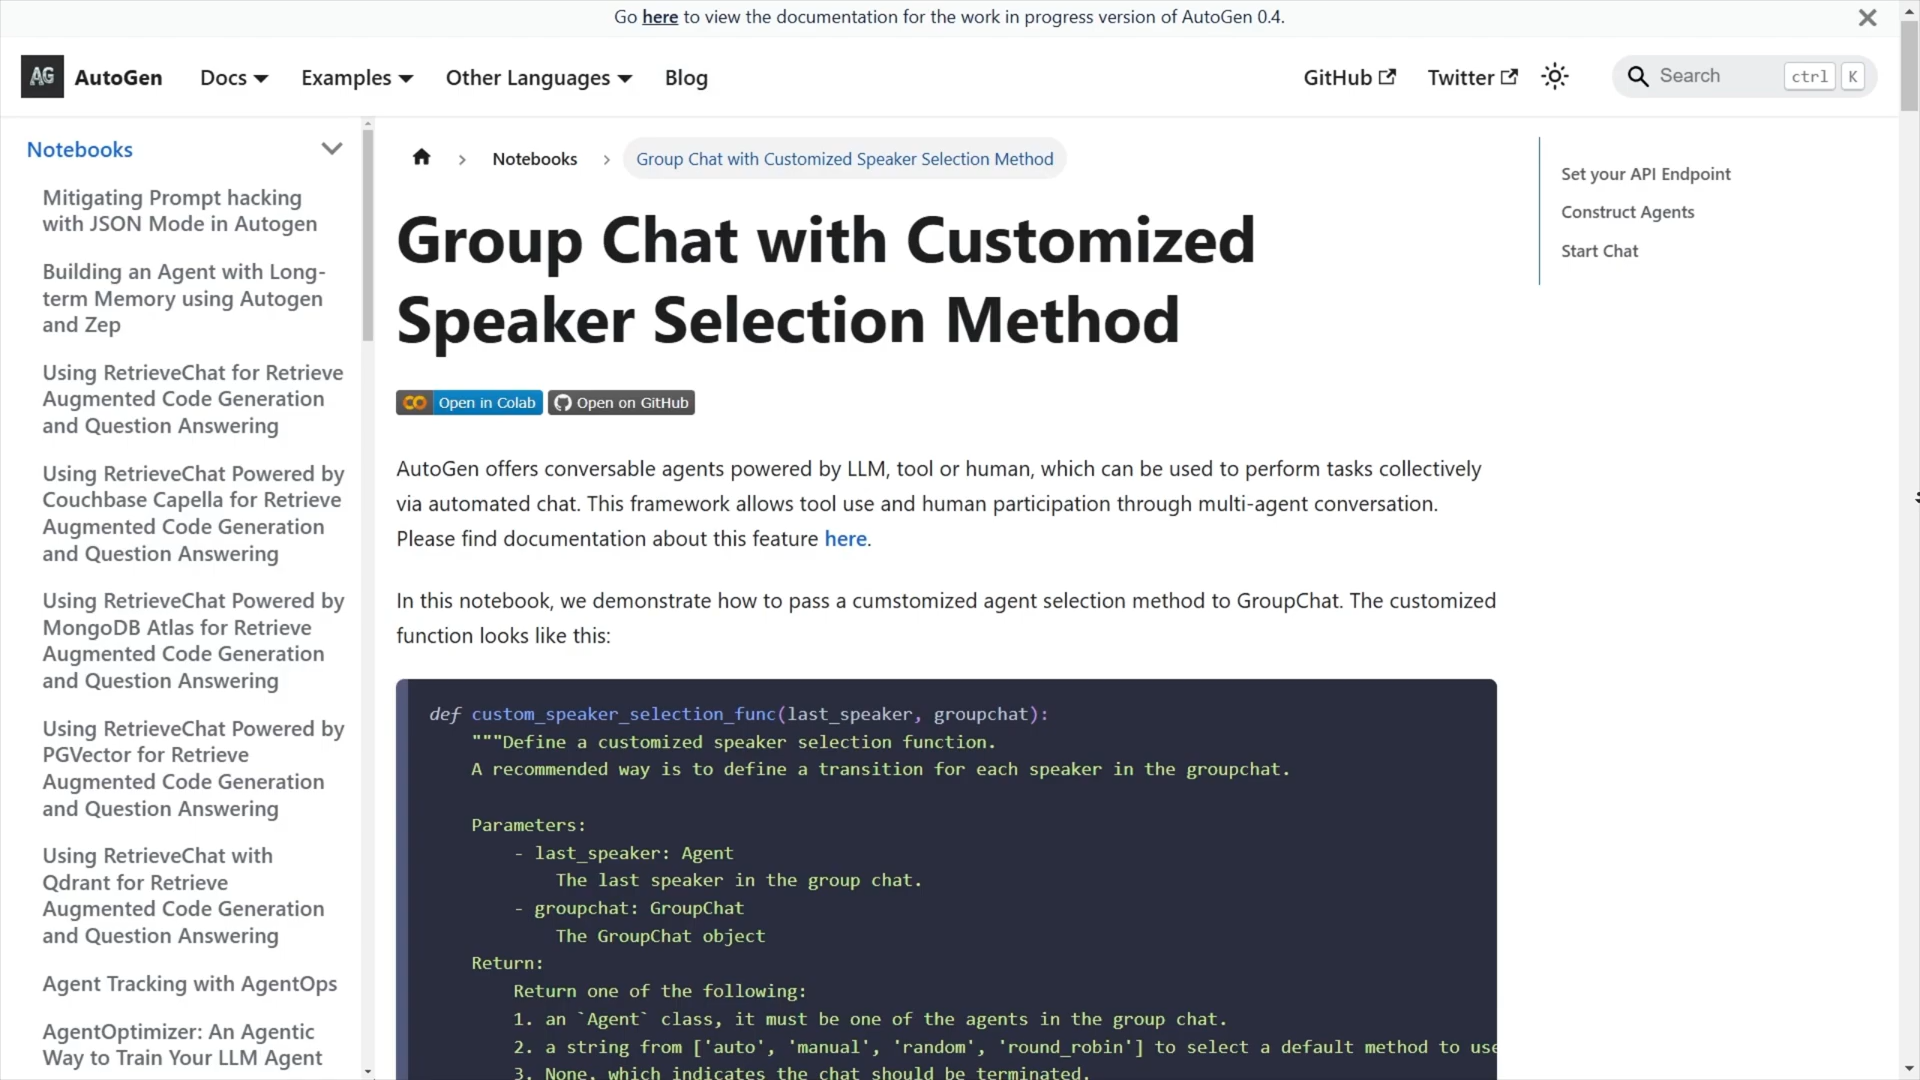 Go here to view the documentation for the work in progress version of AutoGen 0.4.
AG AutoGen Docs Examples Other Languages Blog GitHub Twitter Search ctrl K
Notebooks
Mitigating Prompt hacking
with JSON Mode in Autogen
Building an Agent with Long-
term Memory using Autogen
and Zep
Using RetrieveChat for Retrieve
Augmented Code Generation
and Question Answering
Using RetrieveChat Powered by
Couchbase Capella for Retrieve
Augmented Code Generation
and Question Answering
Using RetrieveChat Powered by
MongoDB Atlas for Retrieve
Augmented Code Generation
and Question Answering
Using RetrieveChat Powered by
PGVector for Retrieve
Augmented Code Generation
and Question Answering
Using RetrieveChat with
Qdrant for Retrieve
Augmented Code Generation
and Question Answering
Agent Tracking with AgentOps
AgentOptimizer: An Agentic
Way to Train Your LLM Agent
Notebooks Group Chat with Customized Speaker Selection Method
Group Chat with Customized
Speaker Selection Method
Open in Colab Open on GitHub
AutoGen offers conversable agents powered by LLM, tool or human, which can be used to perform tasks collectively
via automated chat. This framework allows tool use and human participation through multi-agent conversation.
Please find documentation about this feature here.
In this notebook, we demonstrate how to pass a cumstomized agent selection method to GroupChat. The customized
function looks like this:
def custom_speaker_selection_func(last_speaker, groupchat):
"""Define a customized speaker selection function.
A recommended way is to define a transition for each speaker in the groupchat.
Parameters:
- last_speaker: Agent
The last speaker in the group chat.
- groupchat: GroupChat
The GroupChat object
Return:
Return one of the following:
1. an `Agent` class, it must be one of the agents in the group chat.
2. a string from ['auto', 'manual', 'random', 'round_robin'] to select a default method to use
3. None, which indicates the chat should be terminated.
Set your API Endpoint
Construct Agents
Start Chat